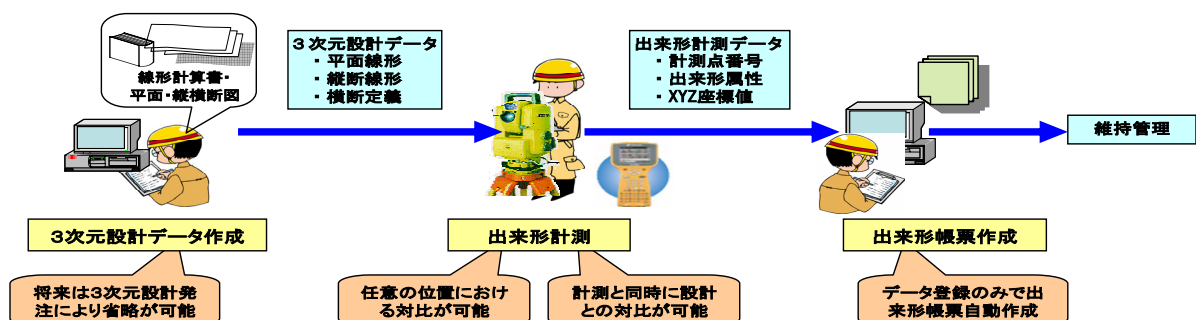 線形計算書・
平面・縦横断図
３次元設計データ
・ 平面線形
・ 縦断線形
・ 横断定義
出来形計測データ
・ 計測点番号
・ 出来形属性
・ XYZ座標値
維持管理
３次元設計データ作成
出来形計測
出来形帳票作成
将来は３次元設計発
注により省略が可能
任意の位置におけ
る対比が可能
計測と同時に設計
との対比が可能
データ登録のみで出
来形帳票自動作成